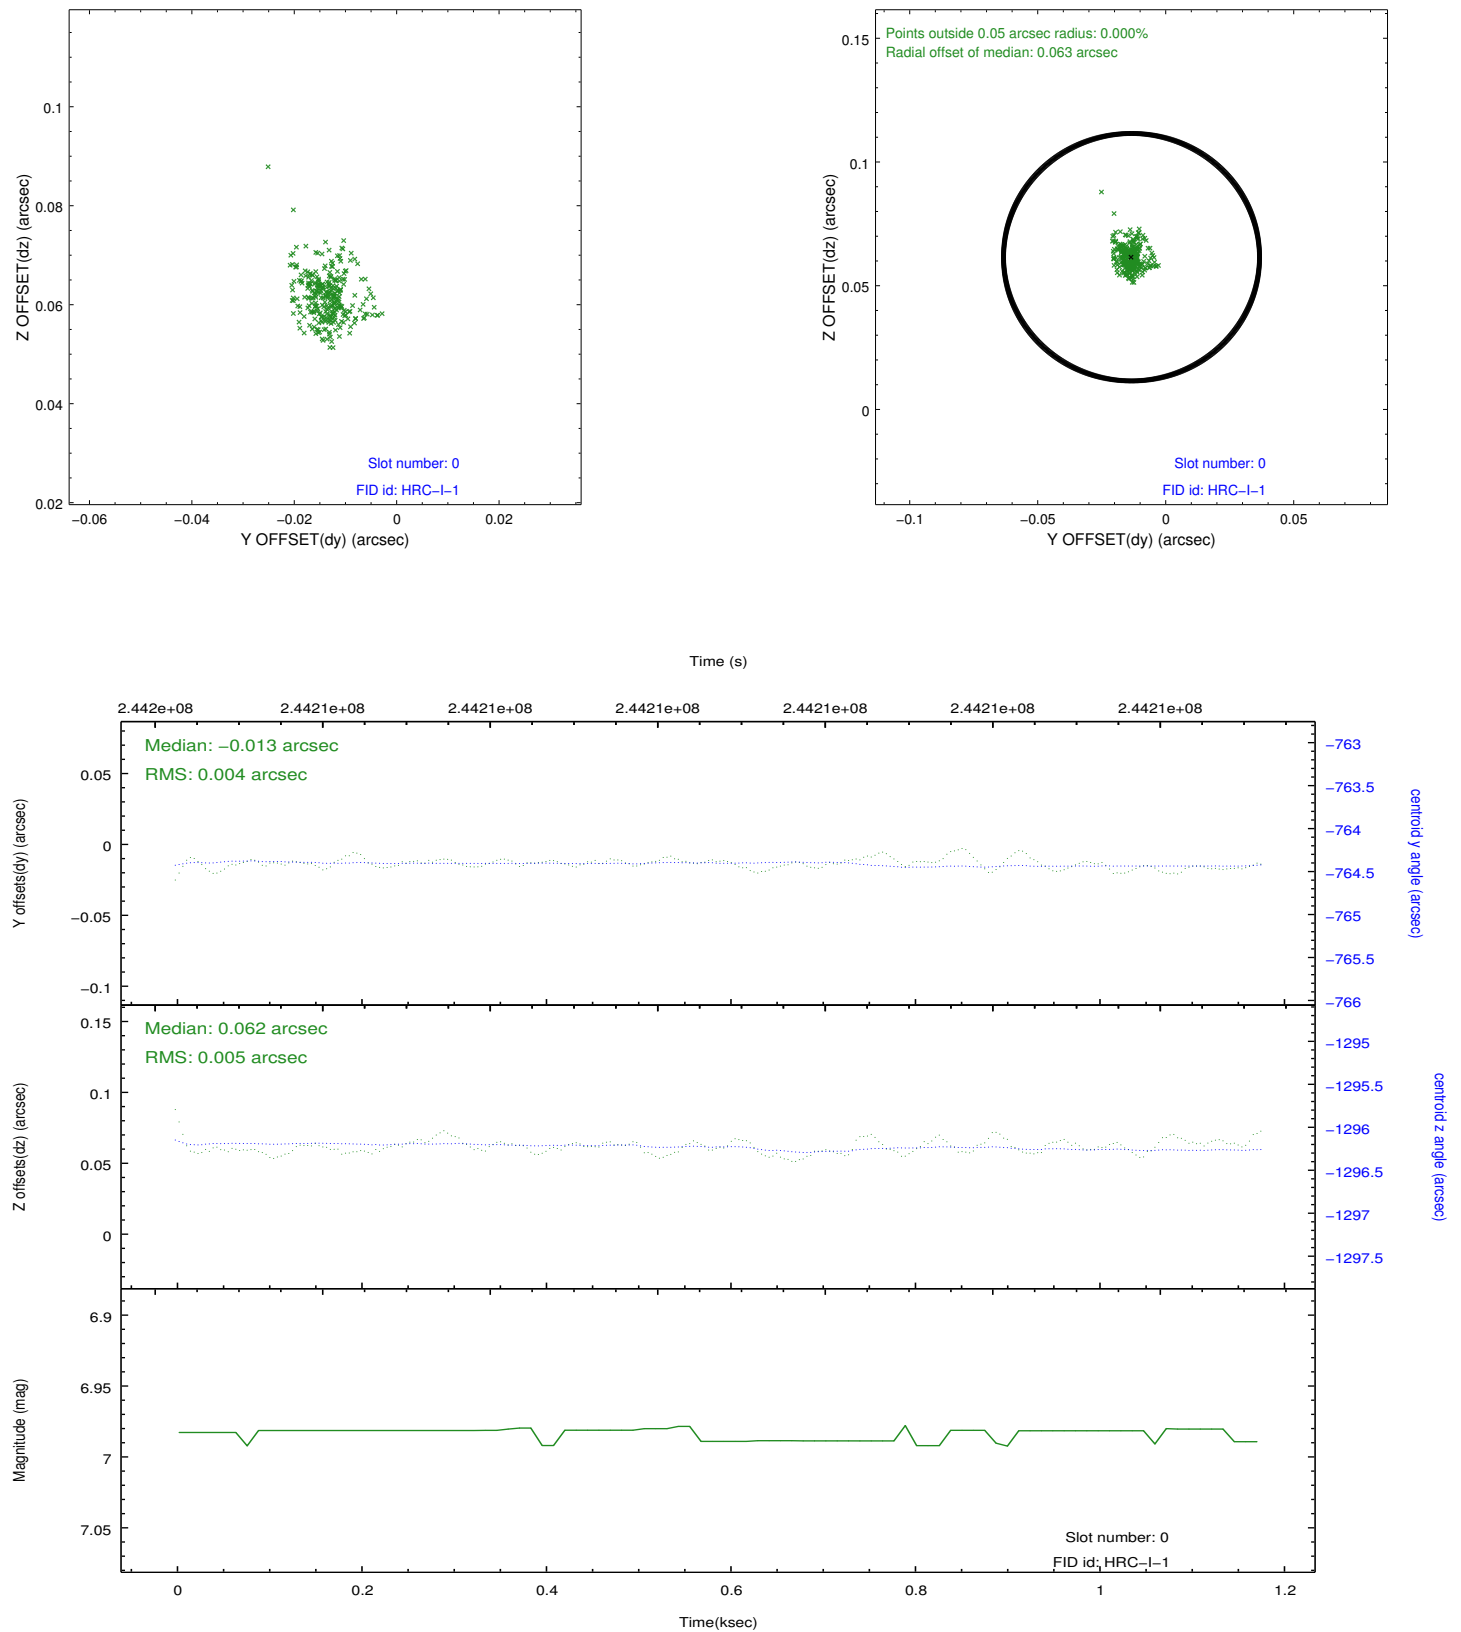 0.1
0.08
0.06
0.04
0.02
Z OFFSET(dz) (arcsec)
Slot number: 0
FID id: HRC−I−1
−0.06 −0.04 −0.02 0 0.02
Y OFFSET(dy) (arcsec)
Points outside 0.05 arcsec radius: 0.000%
Radial offset of median: 0.063 arcsec
0.15
0.1
0.05
0
Z OFFSET(dz) (arcsec)
Slot number: 0
FID id: HRC−I−1
−0.1 −0.05 0 0.05
Y OFFSET(dy) (arcsec)
Time (s)
2.442e+08 2.4421e+08 2.4421e+08 2.4421e+08 2.4421e+08 2.4421e+08 2.4421e+08
Median: −0.013 arcsec
RMS: 0.004 arcsec
0.05
0
−0.05
−0.1
Y offsets(dy) (arcsec)
−763
−763.5
−764
−764.5
−765
−765.5
−766
centroid y angle (arcsec)
Median: 0.062 arcsec
RMS: 0.005 arcsec
0.15
0.1
0.05
0
Z offsets(dz) (arcsec)
−1295
−1295.5
−1296
−1296.5
−1297
−1297.5
centroid z angle (arcsec)
6.9
6.95
7
7.05
Magnitude (mag)
Slot number: 0
FID id: HRC−I−1
0 0.2 0.4 0.6 0.8 1 1.2
Time(ksec)